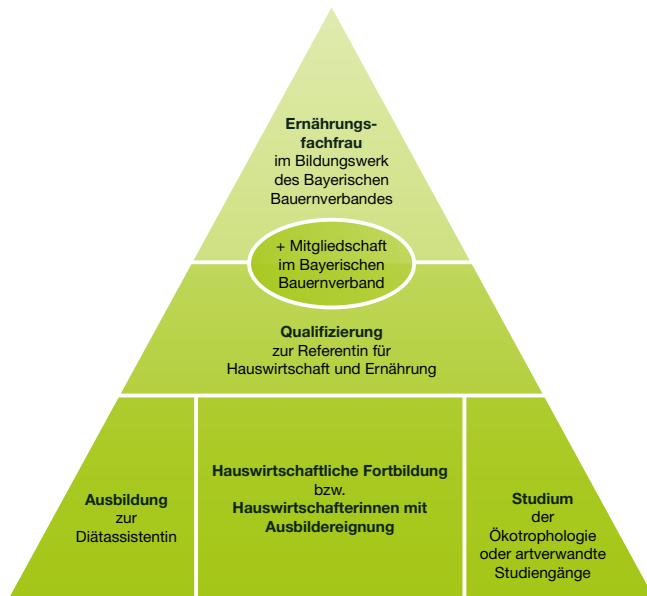 Ernährungs-
fachfrau
im Bildungswerk
des Bayerischen
Bauernverbandes
+ Mitgliedschaft
im Bayerischen
Bauernverband
Qualifizierung
zur Referentin für
Hauswirtschaft und Ernährung
Ausbildung
zur
Diätassistentin
Hauswirtschaftliche Fortbildung
bzw.
Hauswirtschafterinnen mit
Ausbildereignung
Studium
der
Ökotrophologie
oder artverwandte
Studiengänge